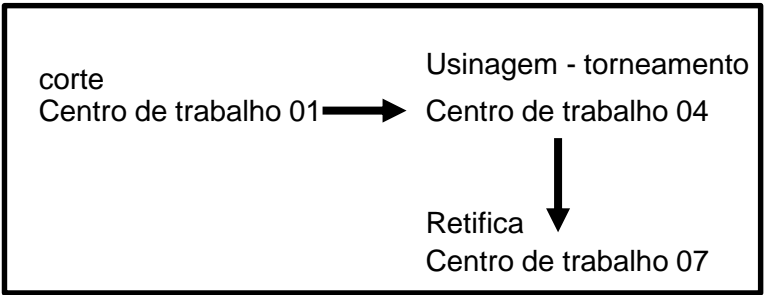 corte
Centro de trabalho 01
Usinagem - torneamento
Centro de trabalho 04
Retifica
Centro de trabalho 07